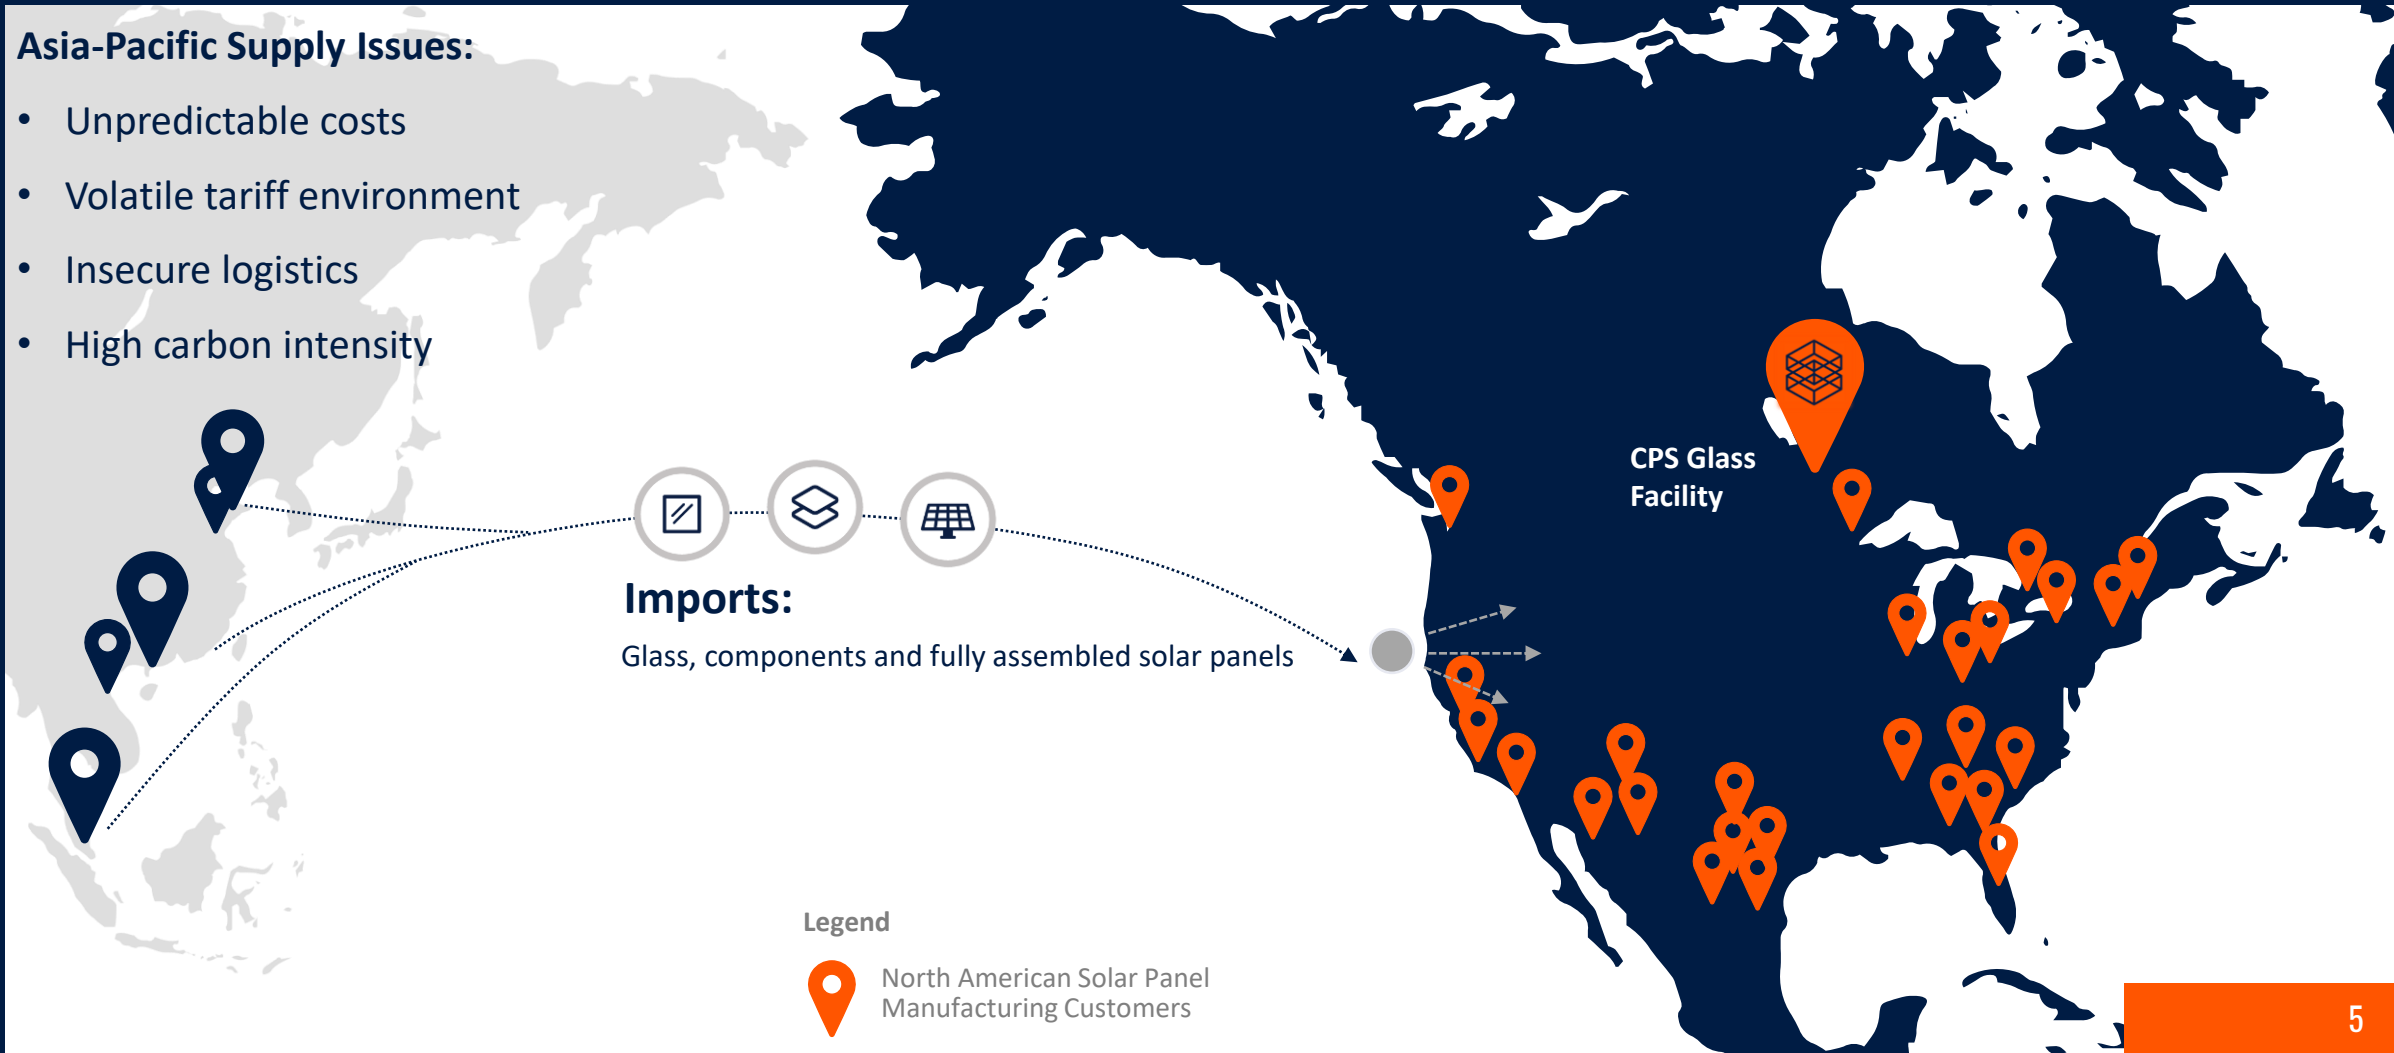 Asia-Pacific Supply Issues:
• Unpredictable costs
• Volatile tariff environment
• Insecure logistics
• High carbon intensity
Imports:
Glass, components and fully assembled solar panels
CPS Glass
Facility
Legend
North American Solar Panel
Manufacturing Customers
5